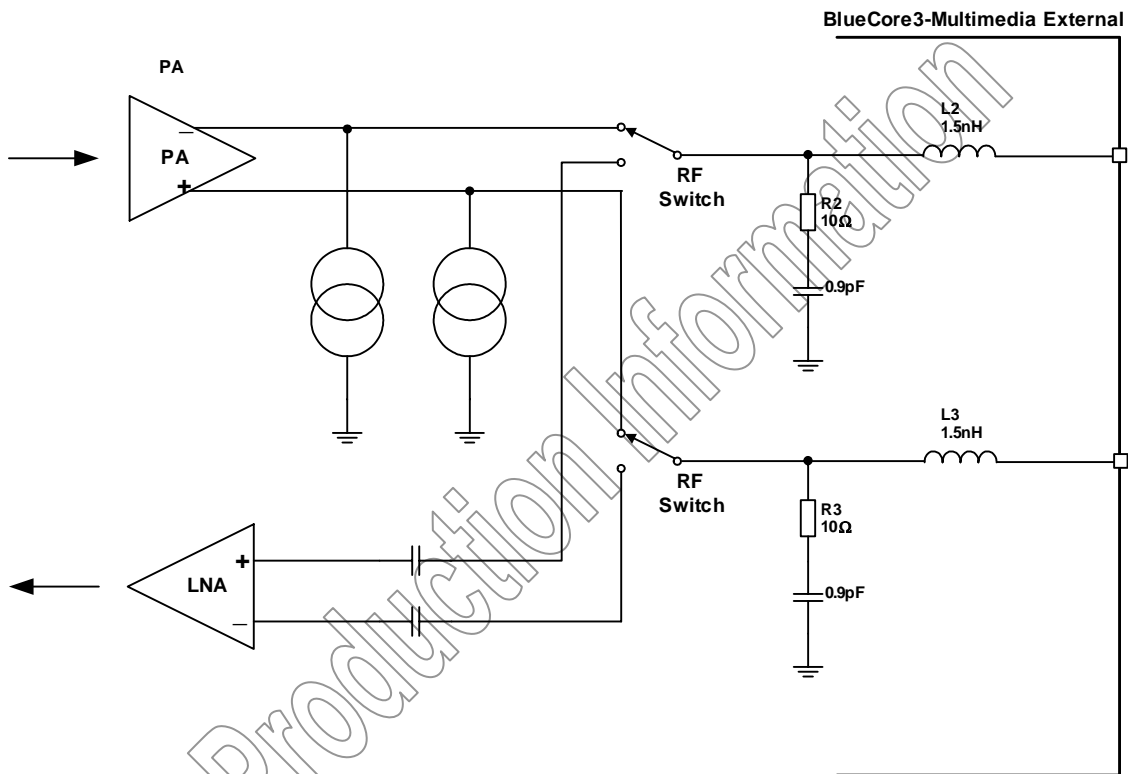 BlueCore3-Multimedia External
PA
L2
1.5nH
−
PA
+
RF
Switch
R2
10Ω
0.9pF
L3
1.5nH
RF
Switch
R3
10Ω
+
LNA
−
0.9pF
Production Information